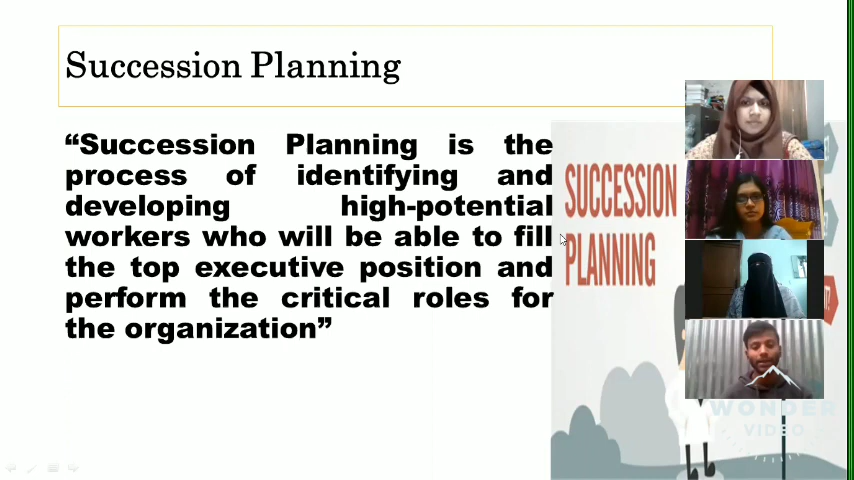 Succession Planning
“Succession Planning is the
process of identifying and
developing high-potential
workers who will be able to fill
the top executive position and
perform the critical roles for
the organization”
SUCCESSION
PLANNING
WONDER
VIDEO